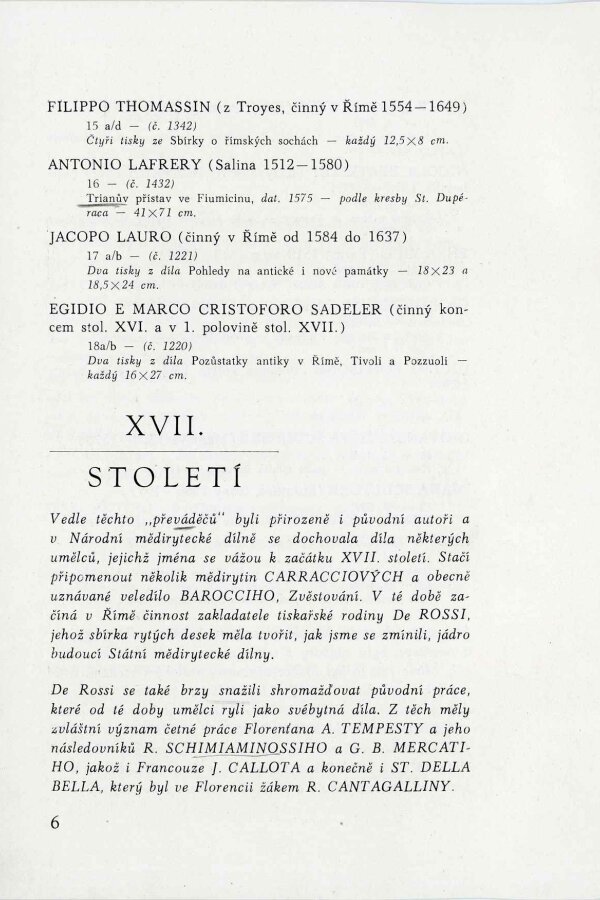 FILIPPO THOMASSIN (z Troyes, činný v Římě 1554—1649)
15 a/d — (č. 1342)
Čtyři tisky ze Sbírky o římských sochách — každý 12,5×8 cm.
ANTONIO LAFRERY (Salina 1512—1580)
16 — (č. 1432)
Trianův přístav ve Fiumicinu, dat. 1575 — podle kresby St. Dupé-
raca — 41×71 cm.
JACOPO LAURO (činný v Římě od 1584 do 1637)
17 a/b — (č. 1221)
Dva tisky z díla Pohledy na antické i nové památky — 18×23 a
18,5×24 cm.
EGIDIO E MARCO CRISTOFORO SADELER (činný kon-
cem stol. XVI. a v 1. polovině stol. XVII.)
18a/b — (č. 1220)
Dva tisky z díla Pozůstatky antiky v Římě, Tivoli a Pozzuoli —
každý 16×27 cm.
XVII.
STOLETÍ
Vedle těchto „převáděčů" byli přirozeně i původní autoři a
v Národní mědirytecké dílně se dochovala díla některých
umělců, jejichž jména se vážou k začátku XVII. století. Stačí
připomenout několik mědirytin CARRACCIOVÝCH a obecně
uznávané veledílo BAROCCIHO, Zvěstování. V té době za-
číná v Římě činnost zakladatele tiskařské rodiny De ROSSI,
jehož sbírka rytých desek měla tvořit, jak jsme se zmínili, jádro
budoucí Státní mědirytecké dílny.
De Rossi se také brzy snažili shromažďovat původní práce,
které od té doby umělci ryli jako svébytná díla. Z těch měly
zvláštní význam četné práce Florenťana A. TEMPESTY a jeho
následovníků R. SCHIMIAMINOSSIHO a G. B. MERCATI-
HO, jakož i Francouze J. CALLOTA a konečně i ST. DELLA
BELLA, který byl ve Florencii žákem R. CANTAGALLINY.
6